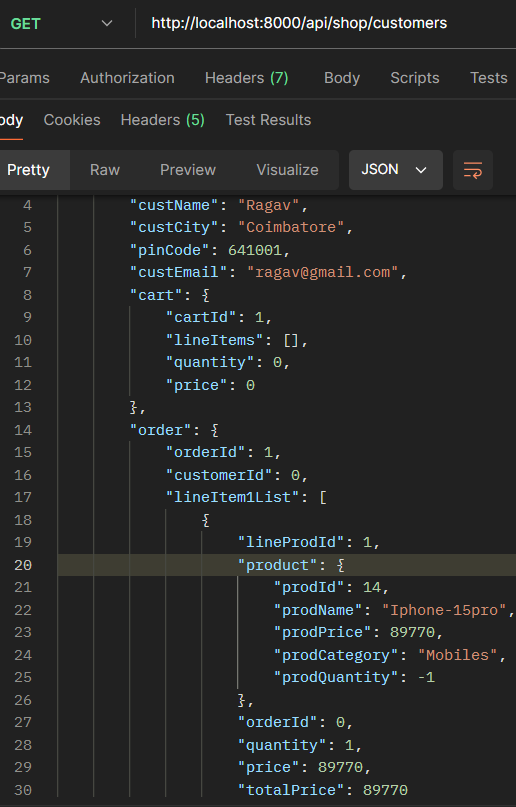 GET http://localhost:8000/api/shop/customers
Params Authorization Headers (7) Body Scripts Tests
ody Cookies Headers (5) Test Results
Pretty Raw Preview Visualize JSON
4 "custName": "Ragav",
5 "custCity": "Coimbatore",
6 "pinCode": 641001,
7 "custEmail": "ragav@gmail.com",
8 "cart": {
9 "cartId": 1,
10 "lineItems": [],
11 "quantity": 0,
12 "price": 0
13 },
14 "order": {
15 "orderId": 1,
16 "customerId": 0,
17 "lineItem1List": [
18 {
19 "lineProdId": 1,
20 "product": {
21 "prodId": 14,
22 "prodName": "Iphone-15pro",
23 "prodPrice": 89770,
24 "prodCategory": "Mobiles",
25 "prodQuantity": -1
26 },
27 "orderId": 0,
28 "quantity": 1,
29 "price": 89770,
30 "totalPrice": 89770